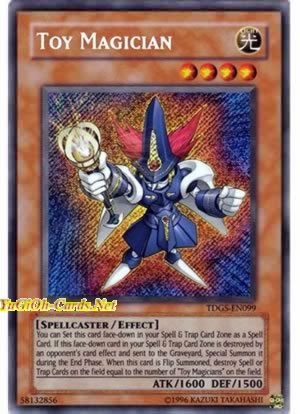 TOY MAGICIAN
光
TDGS-EN099
YuGiOh-Cards.Net
[SPELLCASTER / EFFECT]
You can Set this card face-down in your Spell & Trap Card Zone as a Spell
Card. If this face-down card in your Spell & Trap Card Zone is destroyed by
an opponent's card effect and sent to the Graveyard, Special Summon it
during the End Phase. When this card is Flip Summoned, destroy Spell or
Trap Cards on the field equal to the number of "Toy Magicians" on the field.
ATK/1600 DEF/1500
58132856
©1996 KAZUKI TAKAHASHI